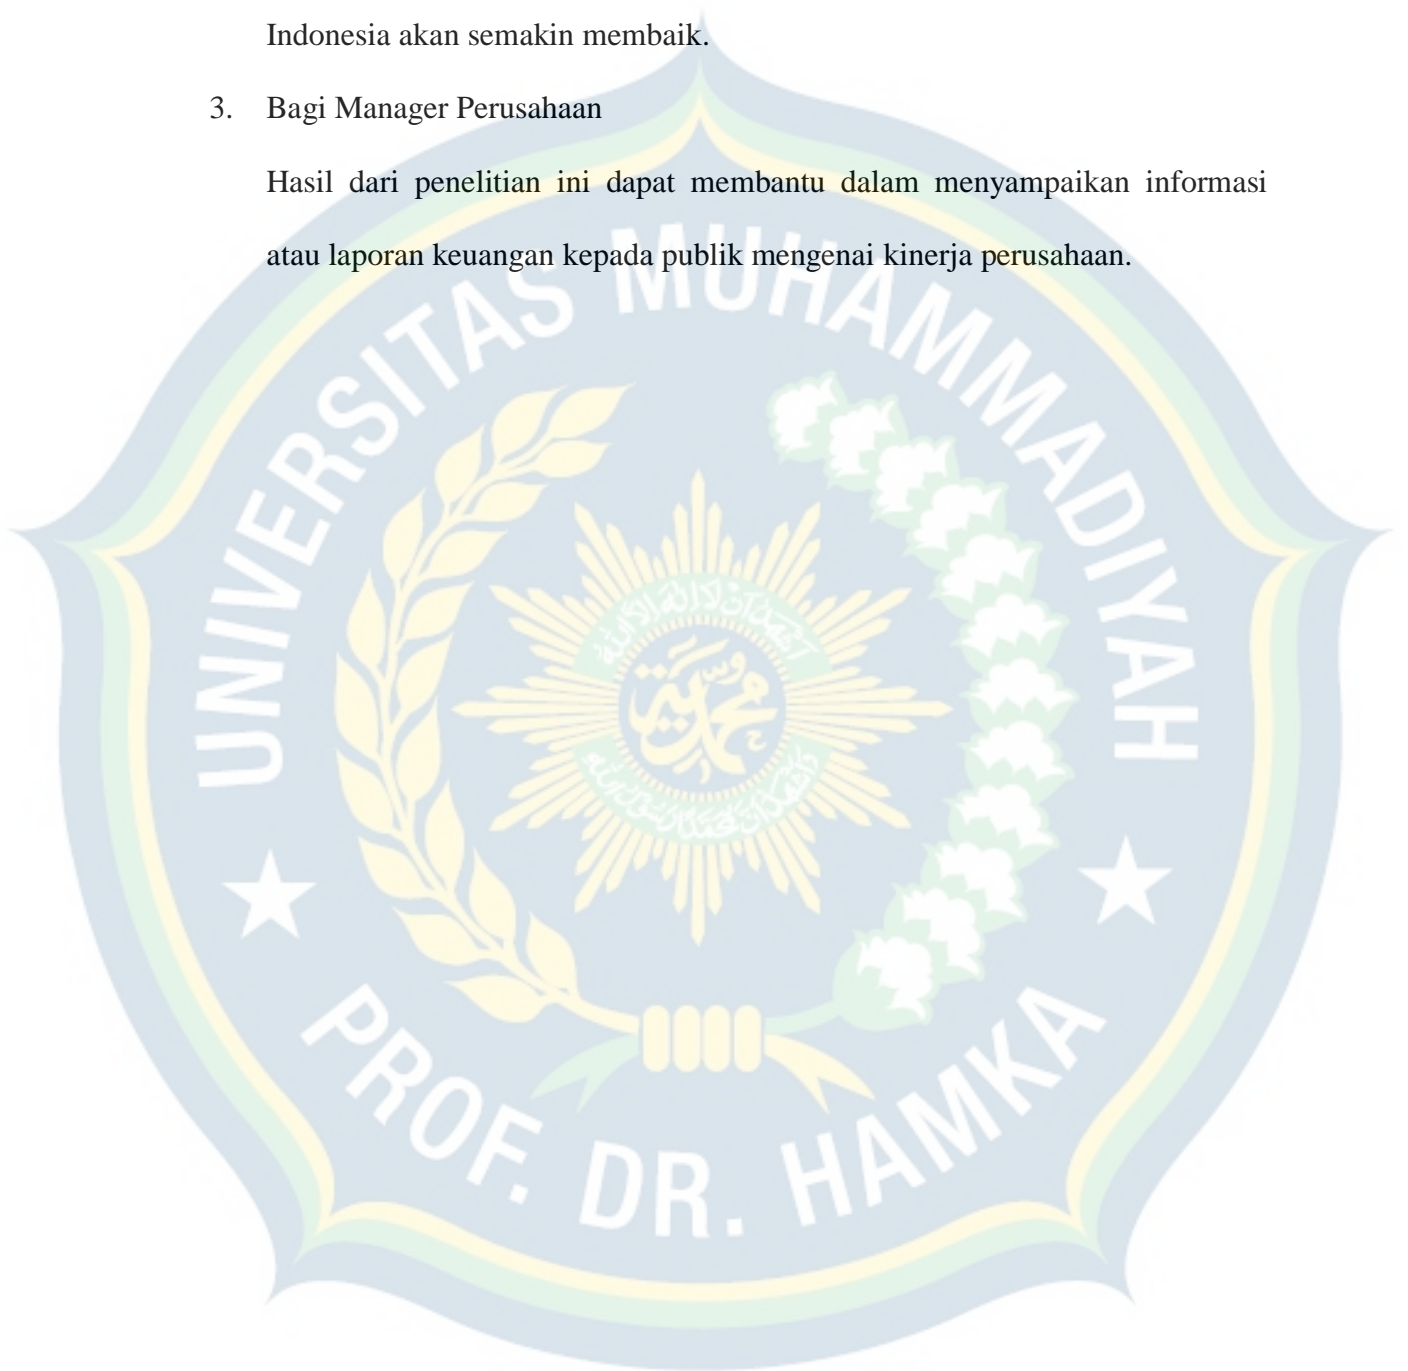 Indonesia akan semakin membaik.
3. Bagi Manager Perusahaan
Hasil dari penelitian ini dapat membantu dalam menyampaikan informasi
atau laporan keuangan kepada publik mengenai kinerja perusahaan.
UNIVERSITAS MUHAMMADIYAH
محمدية
PROF. DR. HAMKA